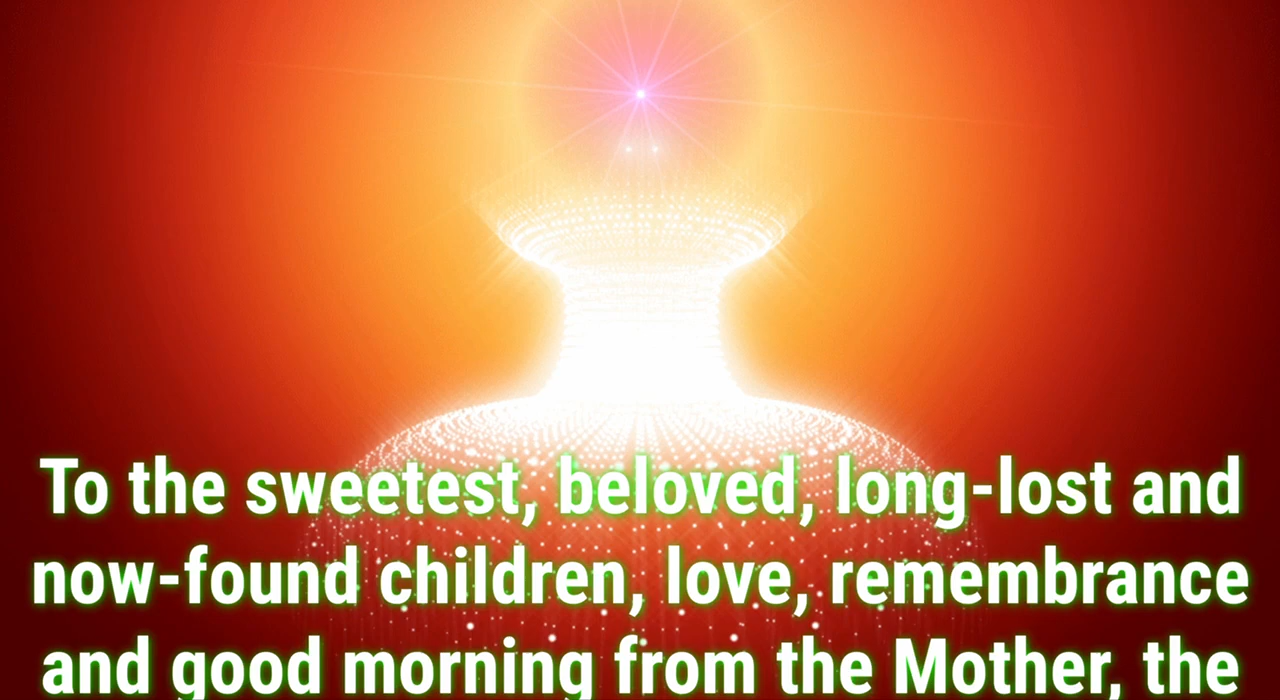 To the sweetest, beloved, long-lost and
now-found children, love, remembrance
and good morning from the Mother, the